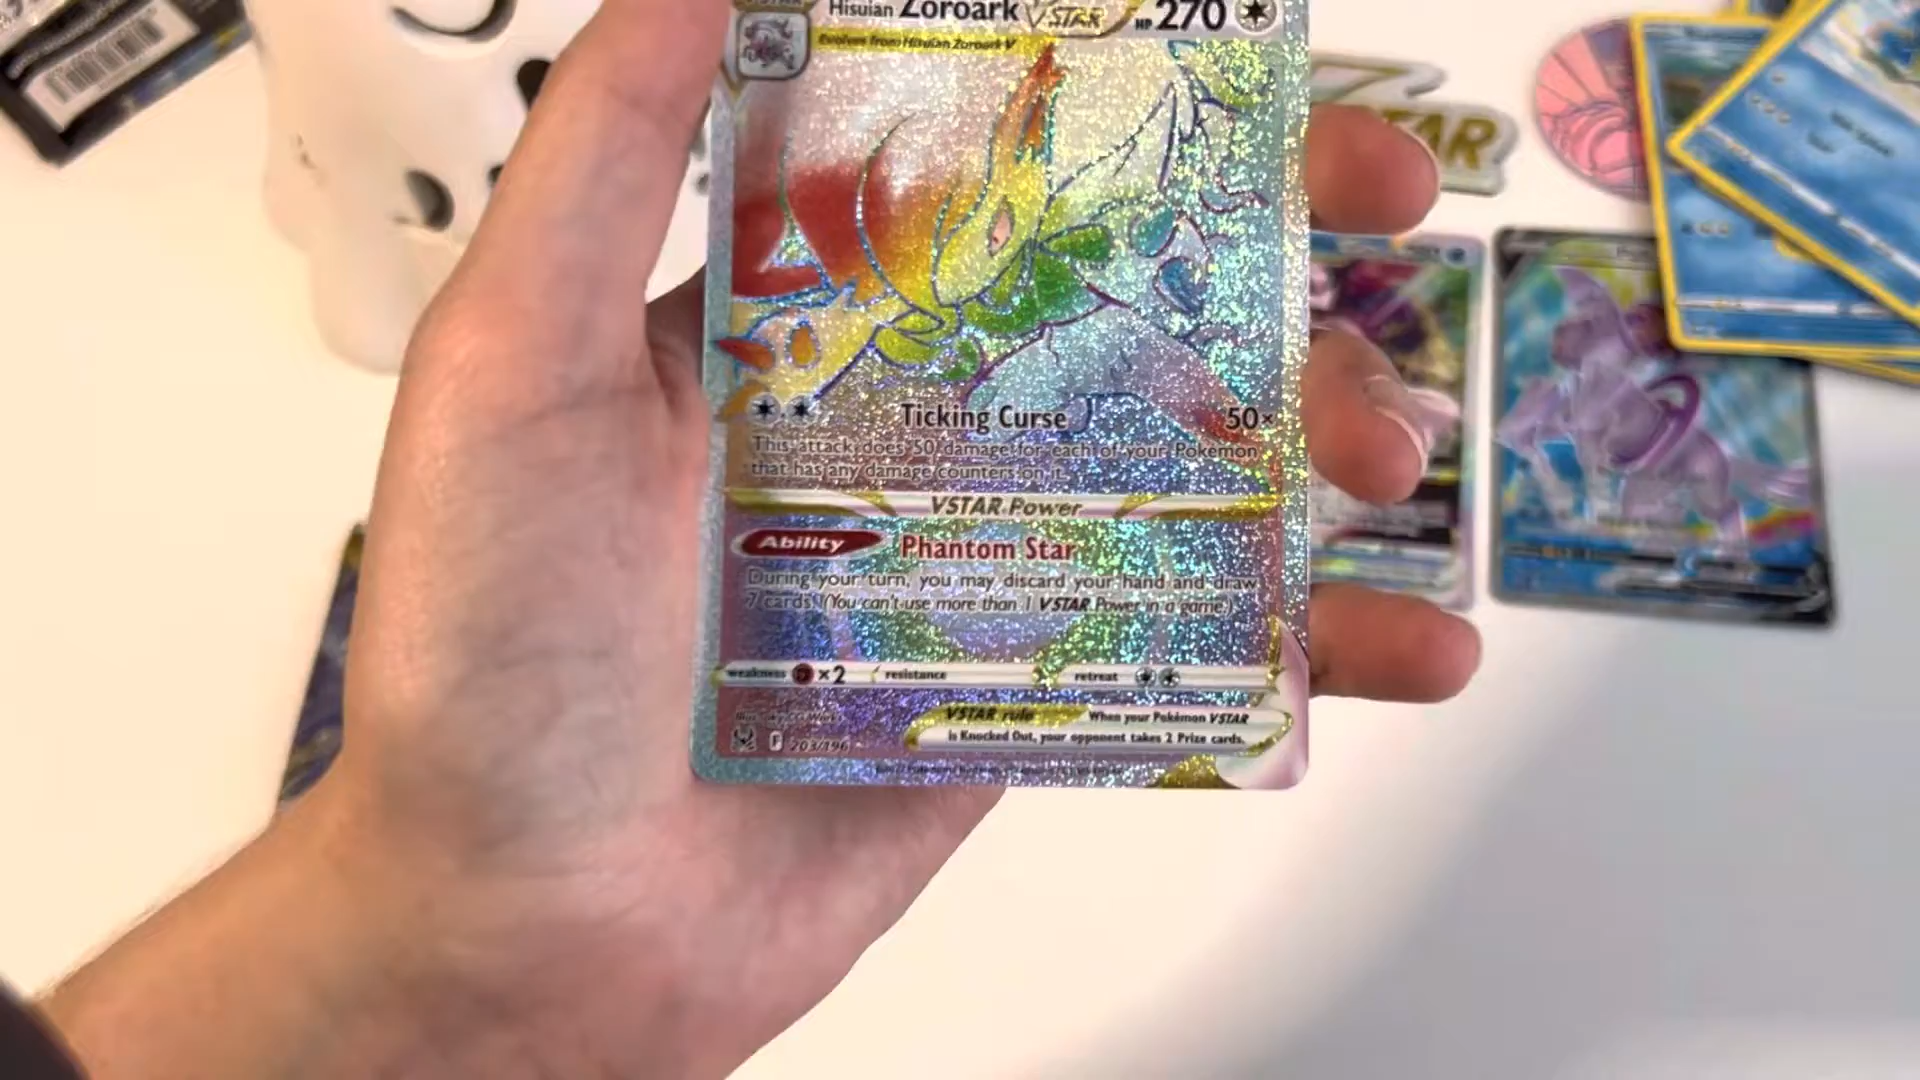 Hisuian Zoroark VSTAR HP 270
Evolves from Hisuian Zoroark V
Ticking Curse 50×
This attack does 50 damage for each of your Pokémon
that has any damage counters on it.
VSTAR Power
Ability Phantom Star
During your turn, you may discard your hand and draw
7 cards. (You can't use more than 1 VSTAR Power in a game.)
weakness ×2 resistance retreat
VSTAR rule When your Pokémon VSTAR
is Knocked Out, your opponent takes 2 Prize cards.
F 203/196
STAR